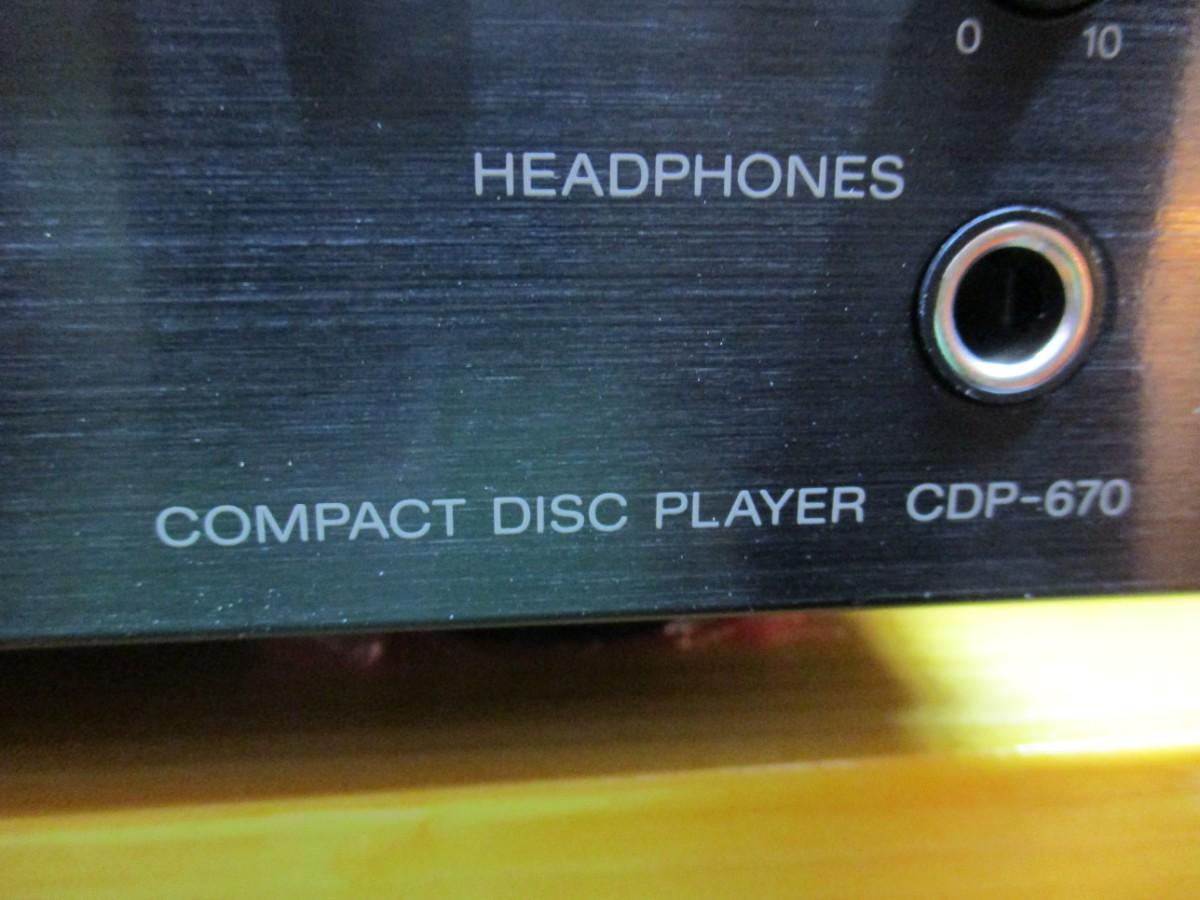 0 10
HEADPHONES
COMPACT DISC PLAYER CDP-670